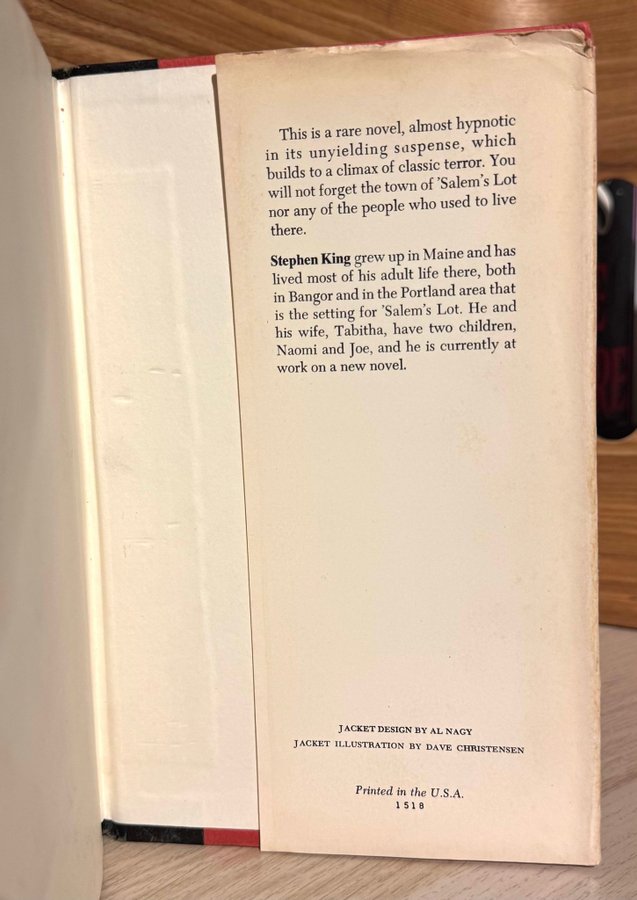 This is a rare novel, almost hypnotic
in its unyielding suspense, which
builds to a climax of classic terror. You
will not forget the town of 'Salem's Lot
nor any of the people who used to live
there.
Stephen King grew up in Maine and has
lived most of his adult life there, both
in Bangor and in the Portland area that
is the setting for 'Salem's Lot. He and
his wife, Tabitha, have two children,
Naomi and Joe, and he is currently at
work on a new novel.
JACKET DESIGN BY AL NAGY
JACKET ILLUSTRATION BY DAVE CHRISTENSEN
Printed in the U.S.A.
1518